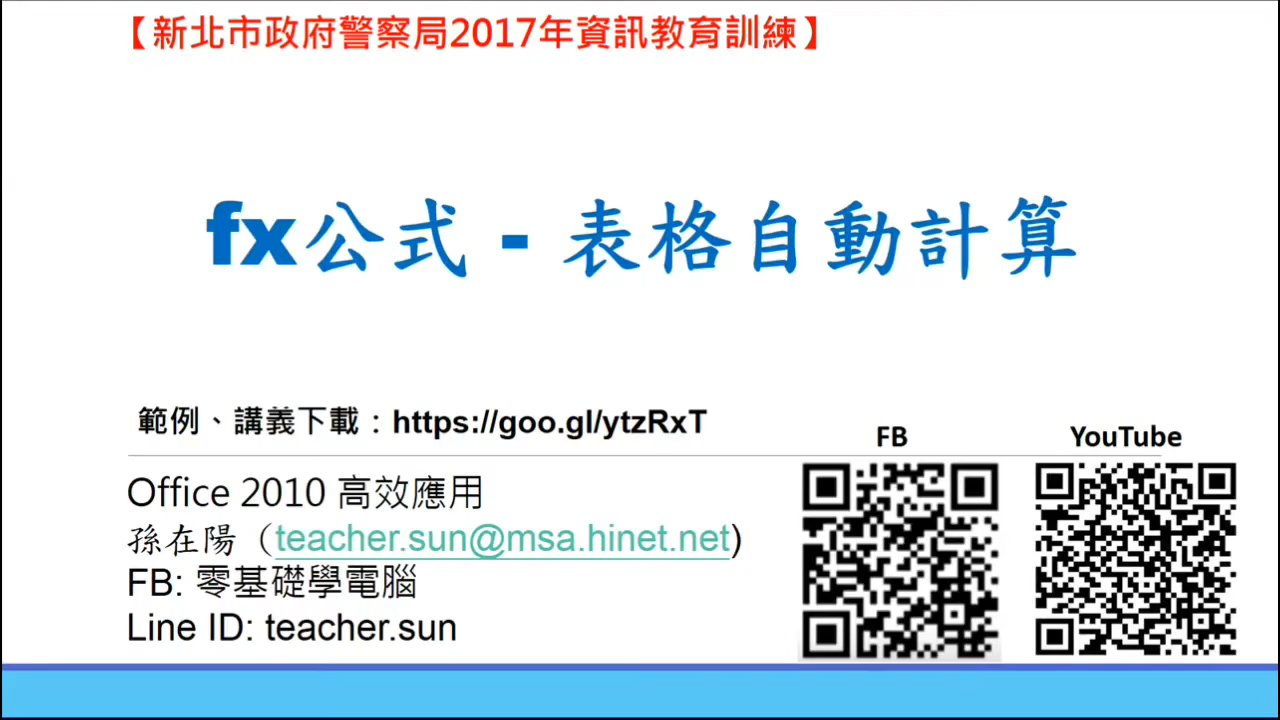 【新北市政府警察局2017年資訊教育訓練】
fx公式 - 表格自動計算
範例、講義下載：https://goo.gl/ytzRxT
FB
YouTube
Office 2010 高效應用
孫在陽（teacher.sun@msa.hinet.net)
FB: 零基礎學電腦
Line ID: teacher.sun